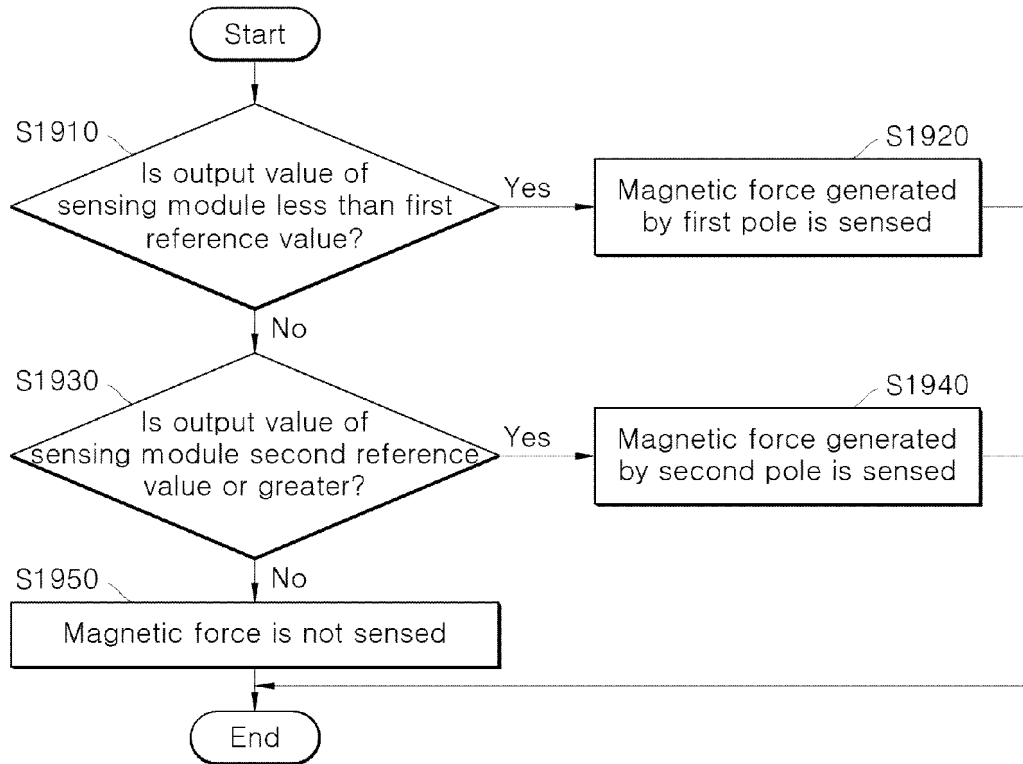 Start
S1910
Is output value of
sensing module less than first
reference value?
Yes
S1920
Magnetic force generated
by first pole is sensed
No
S1930
Is output value of
sensing module second reference
value or greater?
Yes
S1940
Magnetic force generated
by second pole is sensed
No
S1950
Magnetic force is not sensed
End